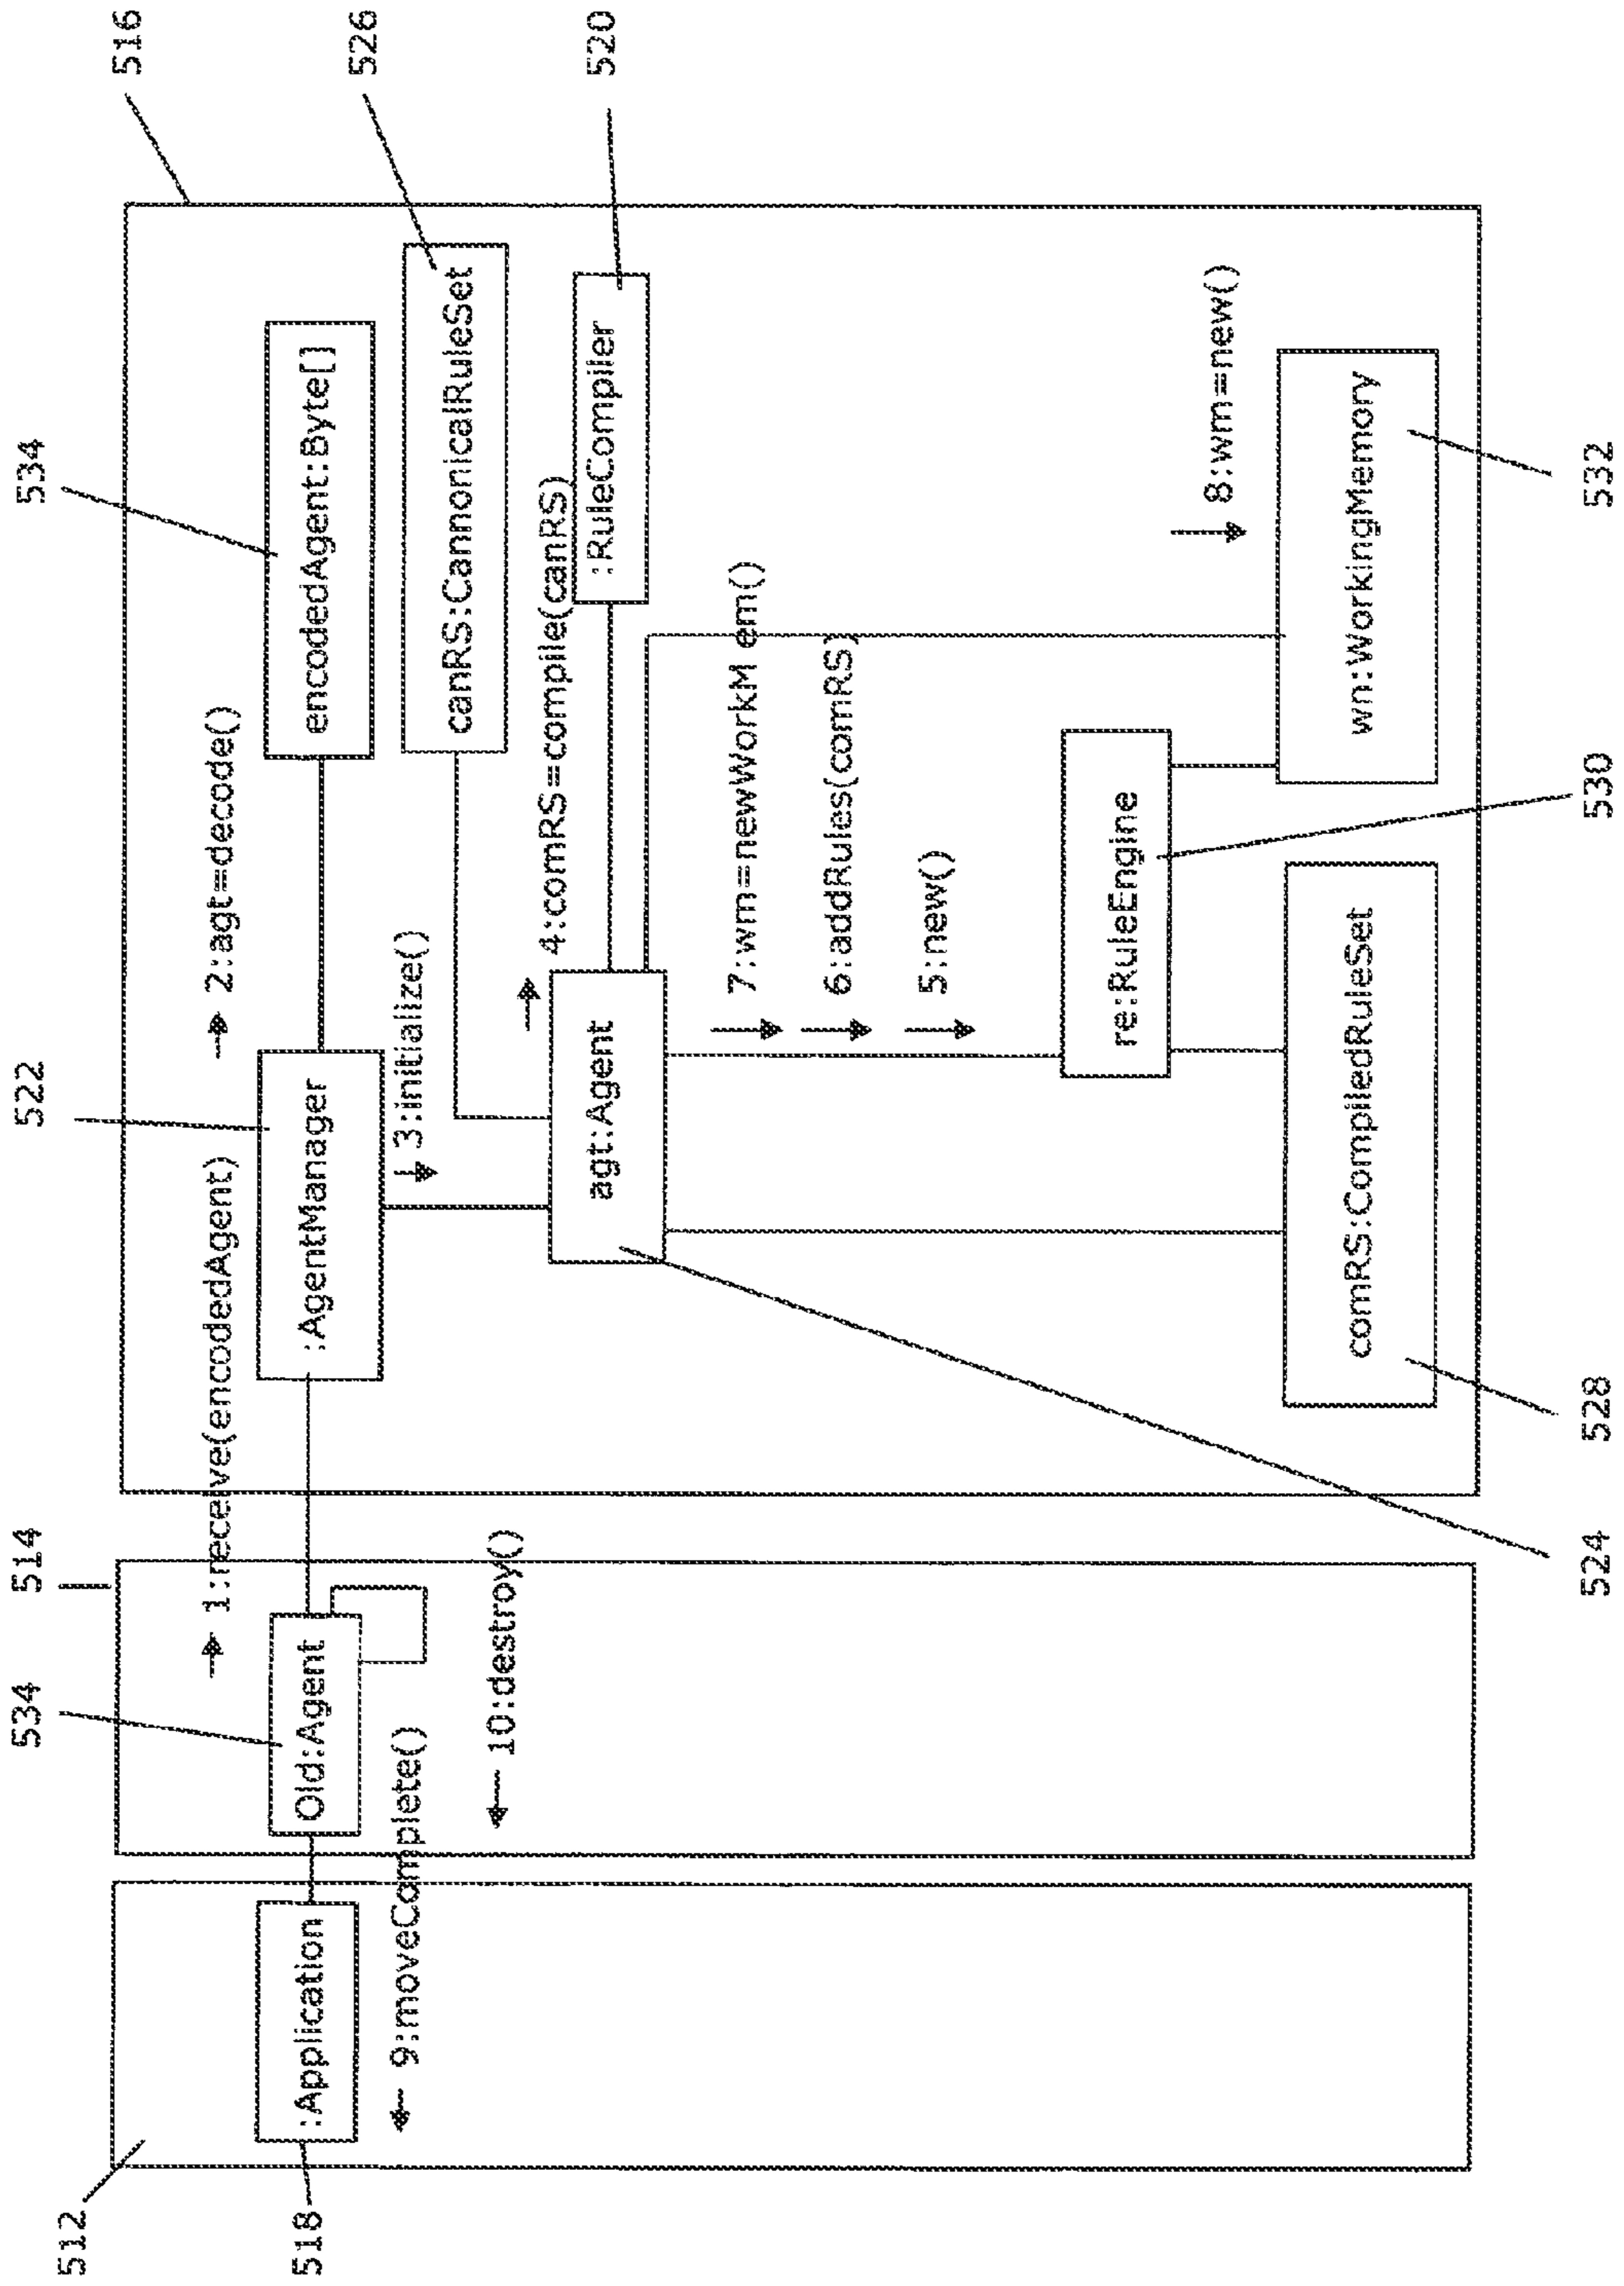 516
526
520
534
522
514
534
512
518
1:receive(encodedAgent)
2:agt=decode()
encodedAgent:Byte[]
:AgentManager
Old:Agent
:Application
3:initialize()
9:moveComplete()
10:destroy()
canRS:CannonicalRuleSet
4:comRS=compile(canRS)
:RuleCompiler
agt:Agent
7:wm=newWorkM em()
6:addRules(comRS)
5:new()
8:wm=new()
re:RuleEngine
wn:WorkingMemory
comRS:CompiledRuleSet
532
530
528
524